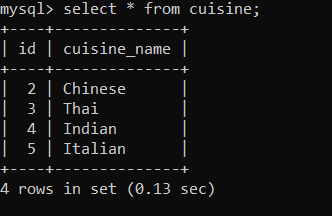 mysql> select * from cuisine;
+----+--------------+
| id | cuisine_name |
+----+--------------+
|  2 | Chinese      |
|  3 | Thai         |
|  4 | Indian       |
|  5 | Italian      |
+----+--------------+
4 rows in set (0.13 sec)